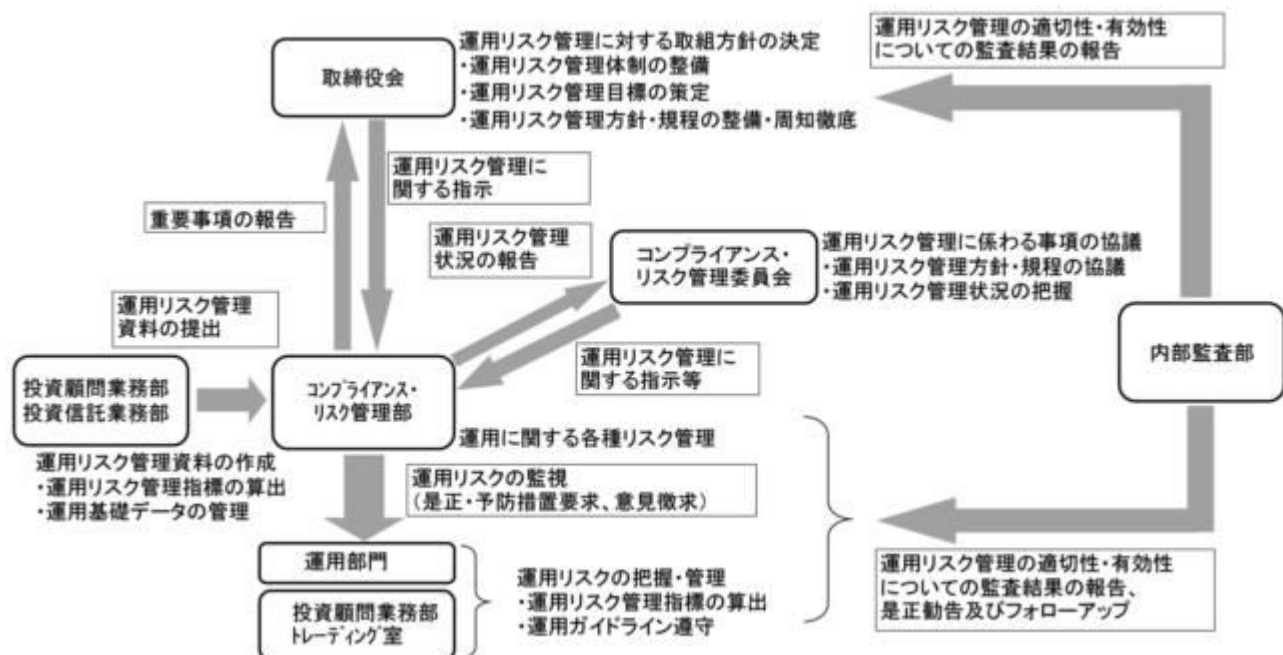 運用リスク管理に対する取組方針の決定
・運用リスク管理体制の整備
・運用リスク管理目標の策定
・運用リスク管理方針・規程の整備・周知徹底
取締役会
運用リスク管理の適切性・有効性
についての監査結果の報告
運用リスク管理に
関する指示
重要事項の報告
運用リスク管理
状況の報告
コンプライアンス・
リスク管理委員会
運用リスク管理に係わる事項の協議
・運用リスク管理方針・規程の協議
・運用リスク管理状況の把握
運用リスク管理
資料の提出
運用リスク管理に
関する指示等
内部監査部
投資顧問業務部
投資信託業務部
コンプライアンス・
リスク管理部
運用に関する各種リスク管理
運用リスク管理資料の作成
・運用リスク管理指標の算出
・運用基礎データの管理
運用リスクの監視
(是正・予防措置要求、意見徴求)
運用部門
投資顧問業務部
トレーディング室
運用リスクの把握・管理
・運用リスク管理指標の算出
・運用ガイドライン遵守
運用リスク管理の適切性・有効性
についての監査結果の報告、
是正勧告及びフォローアップ